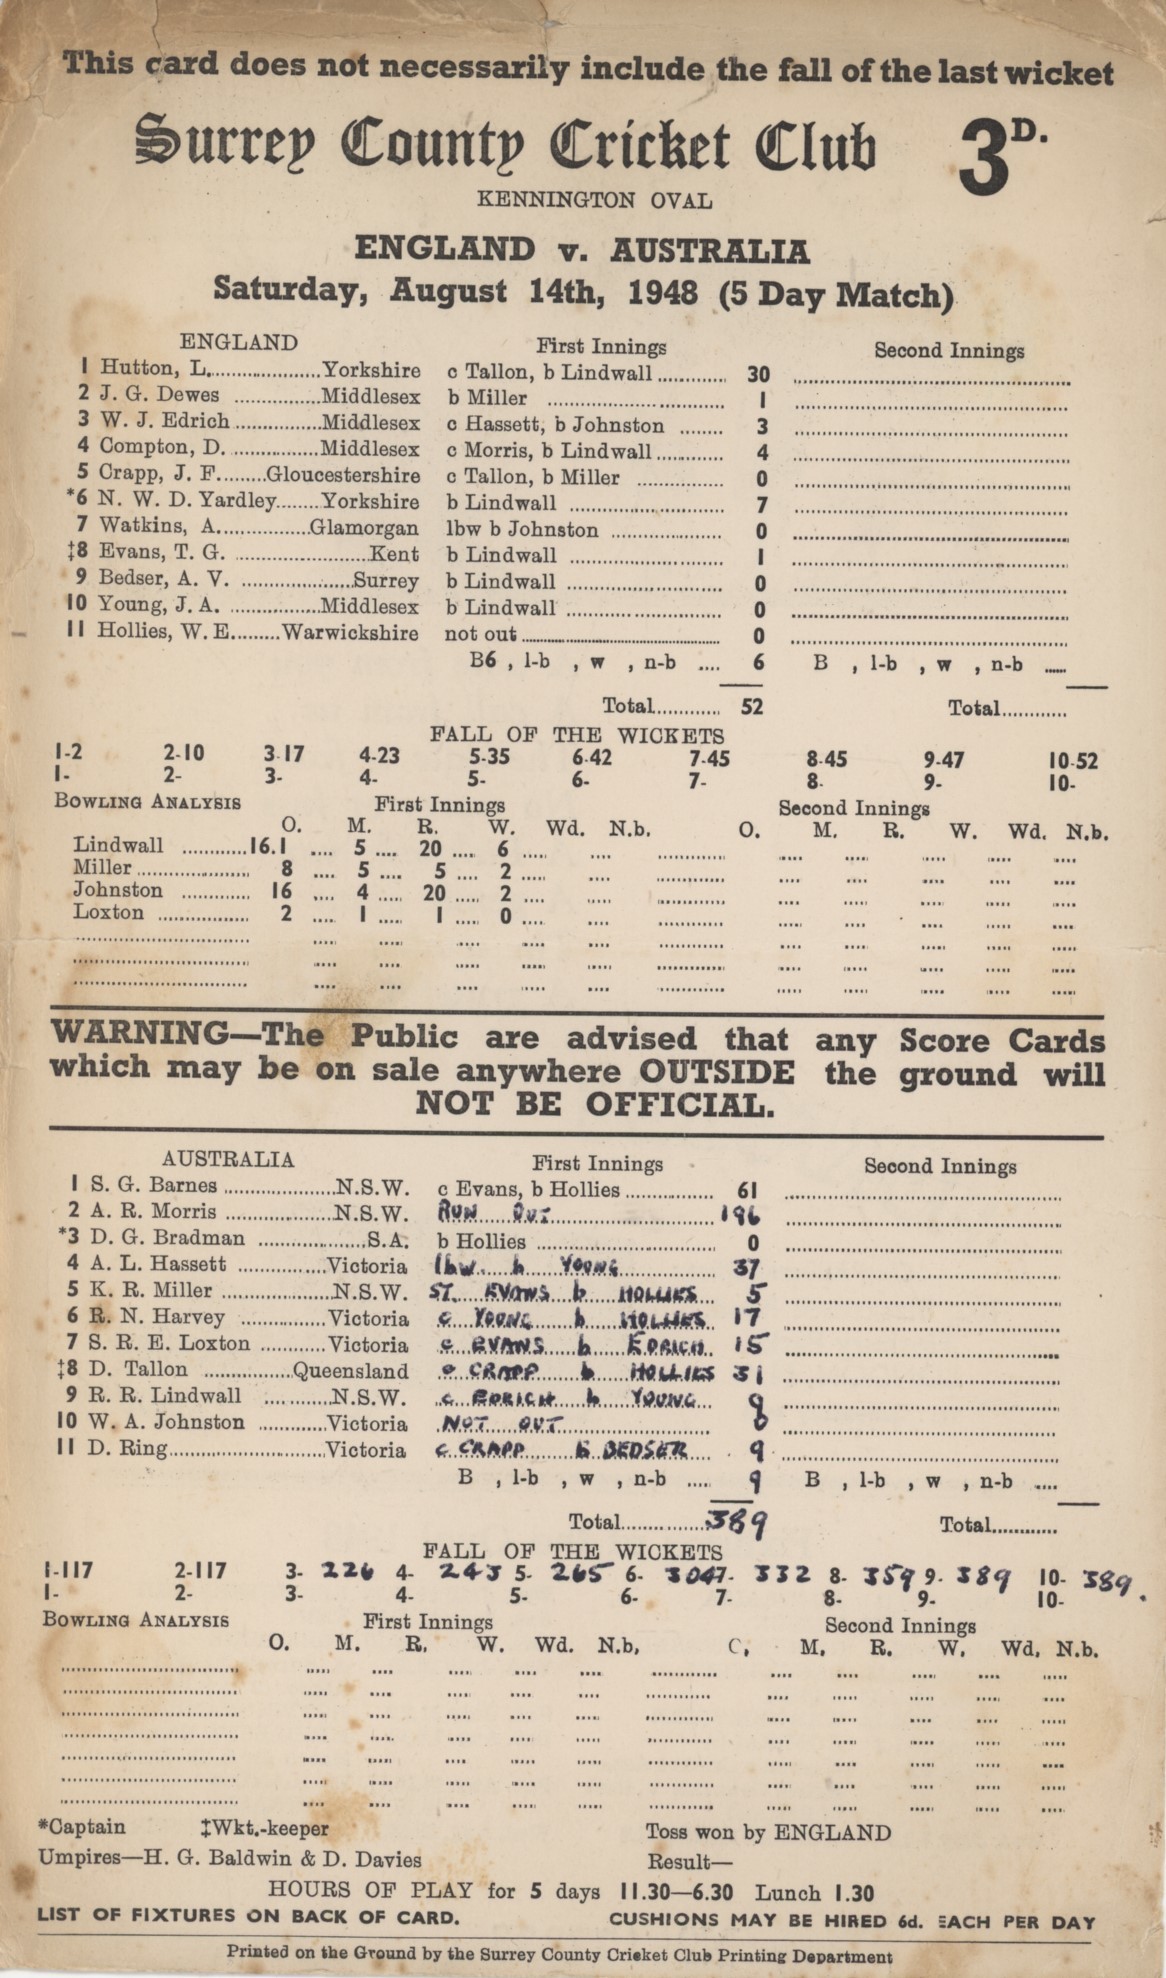 This card does not necessarily include the fall of the last wicket
Surrey County Cricket Club 3D.
KENNINGTON OVAL
ENGLAND v. AUSTRALIA
Saturday, August 14th, 1948 (5 Day Match)
ENGLAND First Innings Second Innings
1 Hutton, L. Yorkshire c Tallon, b Lindwall 30
2 J. G. Dewes Middlesex b Miller 1
3 W. J. Edrich Middlesex c Hassett, b Johnston 3
4 Compton, D. Middlesex c Morris, b Lindwall 4
5 Crapp, J. F. Gloucestershire c Tallon, b Miller 0
*6 N. W. D. Yardley Yorkshire b Lindwall 7
7 Watkins, A. Glamorgan lbw b Johnston 0
‡8 Evans, T. G. Kent b Lindwall 1
9 Bedser, A. V. Surrey b Lindwall 0
10 Young, J. A. Middlesex b Lindwall 0
11 Hollies, W. E. Warwickshire not out 0
B6 , l-b , w , n-b .... 6 B , l-b , w , n-b ....
Total 52 Total
FALL OF THE WICKETS
1-2 2-10 3-17 4-23 5-35 6-42 7-45 8-45 9-47 10-52
1- 2- 3- 4- 5- 6- 7- 8- 9- 10-
BOWLING ANALYSIS First Innings Second Innings
O. M. R. W. Wd. N.b. O. M. R. W. Wd. N.b.
Lindwall 16.1 5 20 6
Miller 8 5 5 2
Johnston 16 4 20 2
Loxton 2 1 1 0
WARNING—The Public are advised that any Score Cards
which may be on sale anywhere OUTSIDE the ground will
NOT BE OFFICIAL.
AUSTRALIA First Innings Second Innings
1 S. G. Barnes N.S.W. c Evans, b Hollies 61
2 A. R. Morris N.S.W. RUN OUT 196
*3 D. G. Bradman S.A. b Hollies 0
4 A. L. Hassett Victoria lbw. b YOUNG 37
5 K. R. Miller N.S.W. ST. EVANS b HOLLIES 5
6 R. N. Harvey Victoria c YOUNG b HOLLIES 17
7 S. R. E. Loxton Victoria c EVANS b EDRICH 15
‡8 D. Tallon Queensland c CRAPP b HOLLIES 31
9 R. R. Lindwall N.S.W. c EDRICH b YOUNG 9
10 W. A. Johnston Victoria NOT OUT 0
11 D. Ring Victoria c CRAPP b BEDSER 9
B , l-b , w , n-b .... 9 B , l-b , w , n-b ....
Total 389 Total
FALL OF THE WICKETS
1-117 2-117 3- 226 4- 243 5- 265 6- 304 7- 332 8- 359 9- 389 10- 389.
1- 2- 3- 4- 5- 6- 7- 8- 9- 10-
BOWLING ANALYSIS First Innings Second Innings
O. M. R. W. Wd. N.b. O. M. R. W. Wd. N.b.
*Captain ‡Wkt.-keeper Toss won by ENGLAND
Umpires—H. G. Baldwin & D. Davies Result—
HOURS OF PLAY for 5 days 11.30—6.30 Lunch 1.30
LIST OF FIXTURES ON BACK OF CARD. CUSHIONS MAY BE HIRED 6d. EACH PER DAY
Printed on the Ground by the Surrey County Cricket Club Printing Department